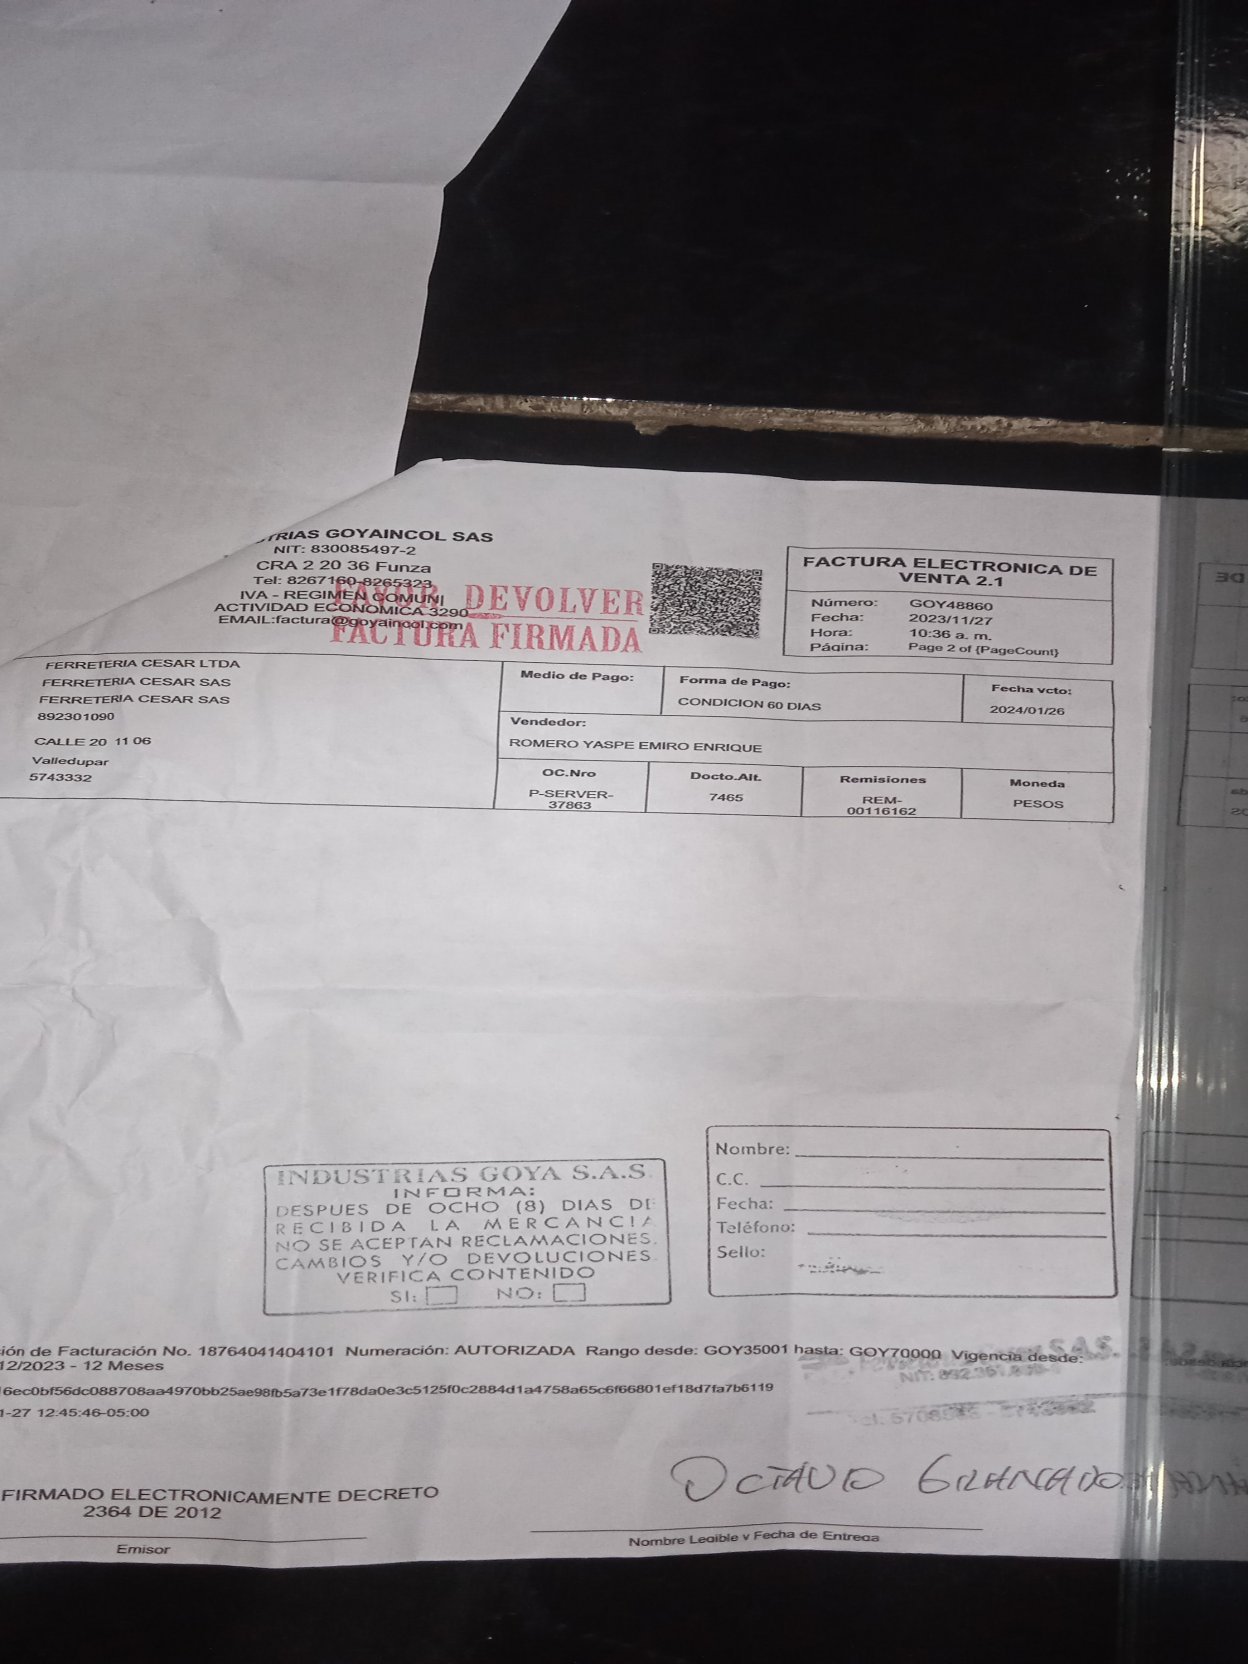 TRIAS GOYAINCOL SAS
NIT: 830085497-2
CRA 2 20 36 Funza
Tel: 8267160-8265323
IVA - REGIMEN COMUNI
ACTIVIDAD ECONOMICA 3290
EMAIL:factura@goyaincol.com
FAVOR DEVOLVER
FACTURA FIRMADA
FACTURA ELECTRONICA DE
VENTA 2.1
Número: GOY48860
Fecha: 2023/11/27
Hora: 10:36 a. m.
Página: Page 2 of {PageCount}
FERRETERIA CESAR LTDA
FERRETERIA CESAR SAS
FERRETERIA CESAR SAS
892301090
CALLE 20 11 06
Valledupar
5743332
Medio de Pago:
Forma de Pago:
CONDICION 60 DIAS
Fecha vcto:
2024/01/26
Vendedor:
ROMERO YASPE EMIRO ENRIQUE
OC.Nro
P-SERVER-
37863
Docto.Alt.
7465
Remisiones
REM-
00116162
Moneda
PESOS
INDUSTRIAS GOYA S.A.S.
INFORMA:
DESPUES DE OCHO (8) DIAS DE
RECIBIDA LA MERCANCIA
NO SE ACEPTAN RECLAMACIONES.
CAMBIOS Y/O DEVOLUCIONES
VERIFICA CONTENIDO
SI: NO:
Nombre:
C.C.
Fecha:
Teléfono:
Sello:
ión de Facturación No. 18764041404101 Numeración: AUTORIZADA Rango desde: GOY35001 hasta: GOY70000 Vigencia desde:
12/2023 - 12 Meses
6ec0bf56dc088708aa4970bb25ae98fb5a73e1f78da0e3c5125f0c2884d1a4758a65c6f66801ef18d7fa7b6119
1-27 12:45:46-05:00
OCTAVIO GRANCADOS
FIRMADO ELECTRONICAMENTE DECRETO
2364 DE 2012
Emisor
Nombre Legible y Fecha de Entrega